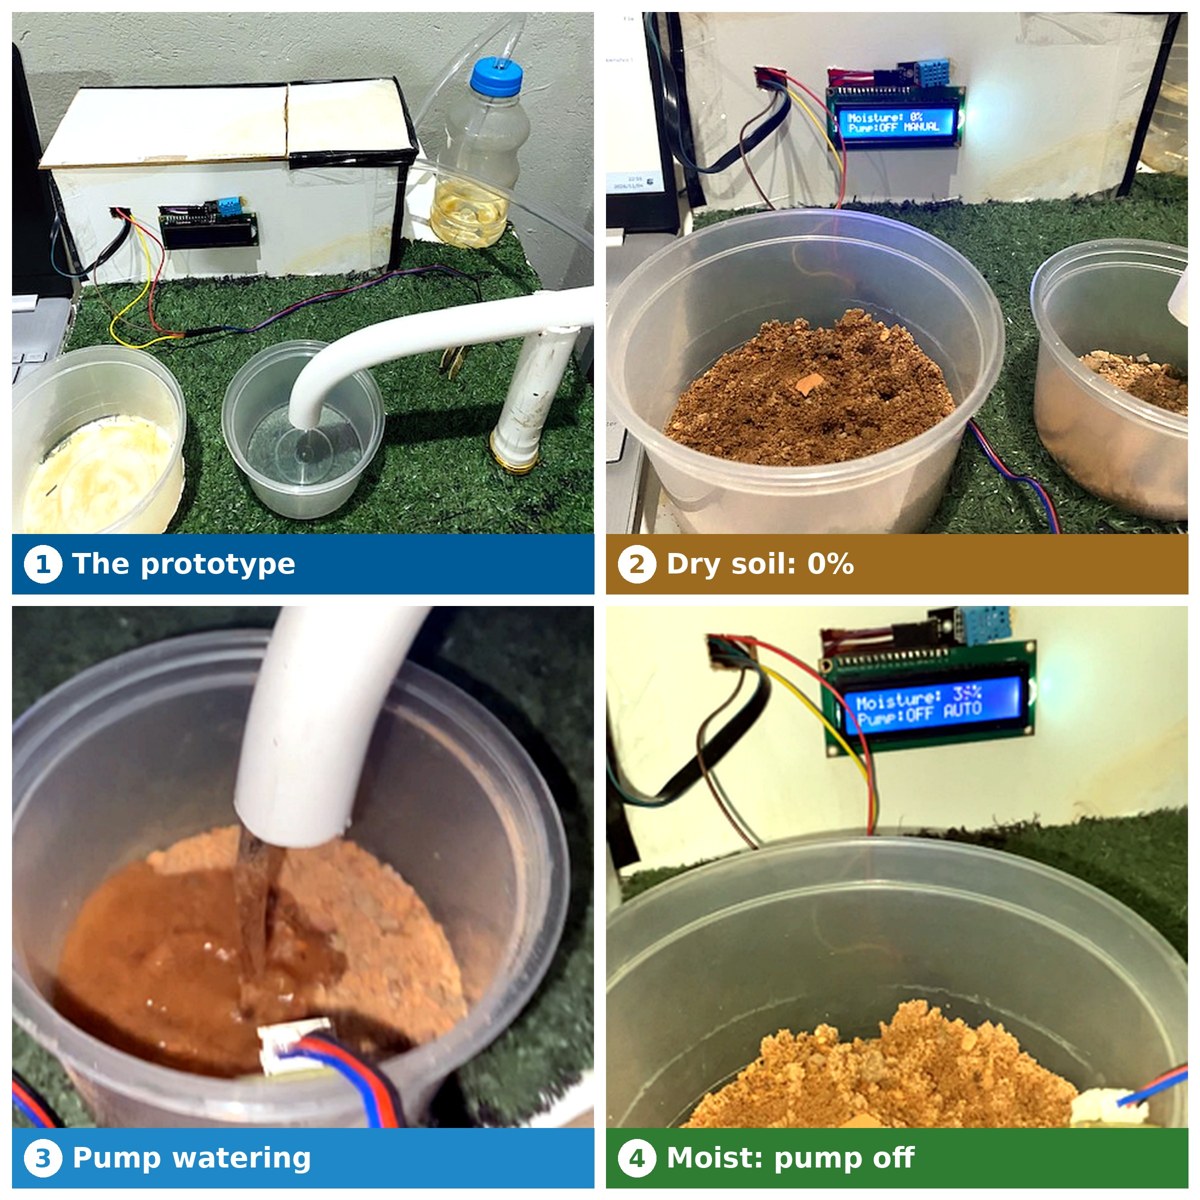 1 The prototype
Moisture: 0%
Pump:OFF MANUAL
2 Dry soil: 0%
3 Pump watering
Moisture:
Pump:OFF AUTO
4 Moist: pump off